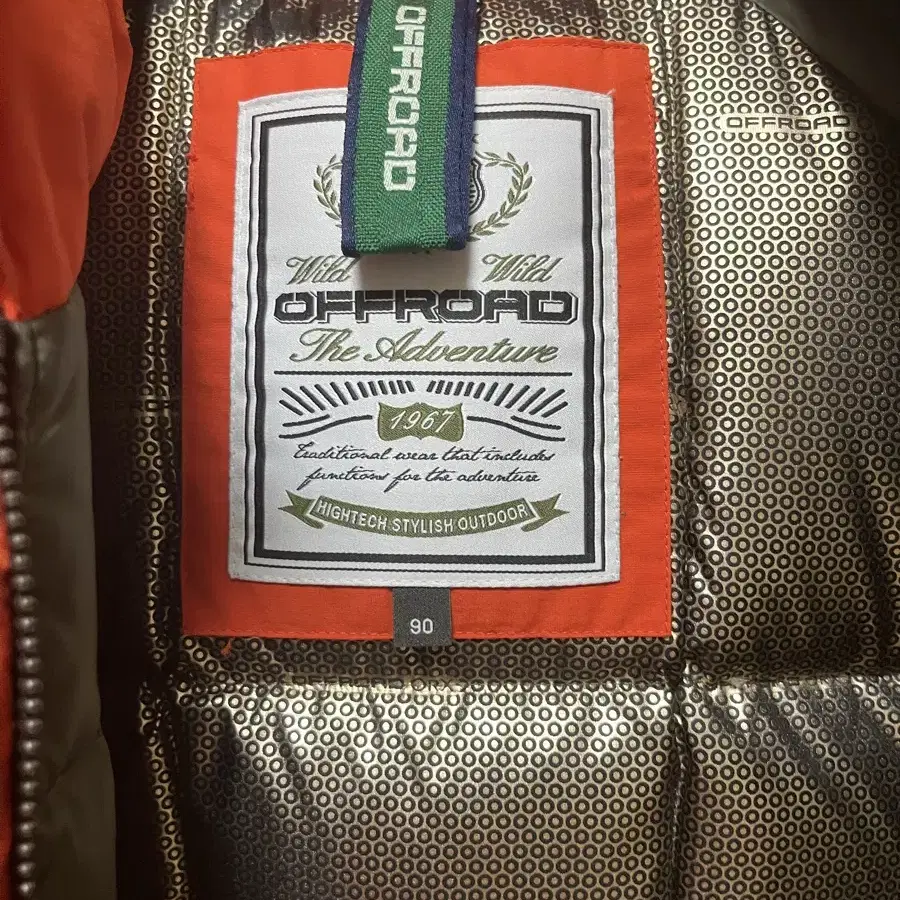 OFFROAD
OFFROAD
Wild Wild
OFFROAD
The Adventure
1967
traditional wear that includes
functions for the adventure
HIGHTECH STYLISH OUTDOOR
90